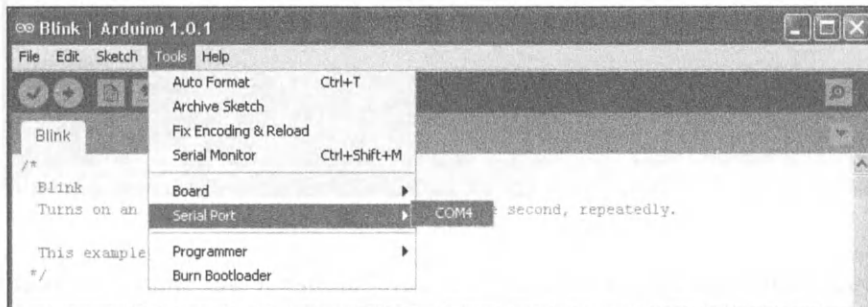 Blink | Arduino 1.0.1
File Edit Sketch Tools Help
Auto Format Ctrl+T
Archive Sketch
Fix Encoding & Reload
Serial Monitor Ctrl+Shift+M
Board
Serial Port COM4
Programmer
Burn Bootloader
Blink
/*
Blink
Turns on an second, repeatedly.
This example
*/